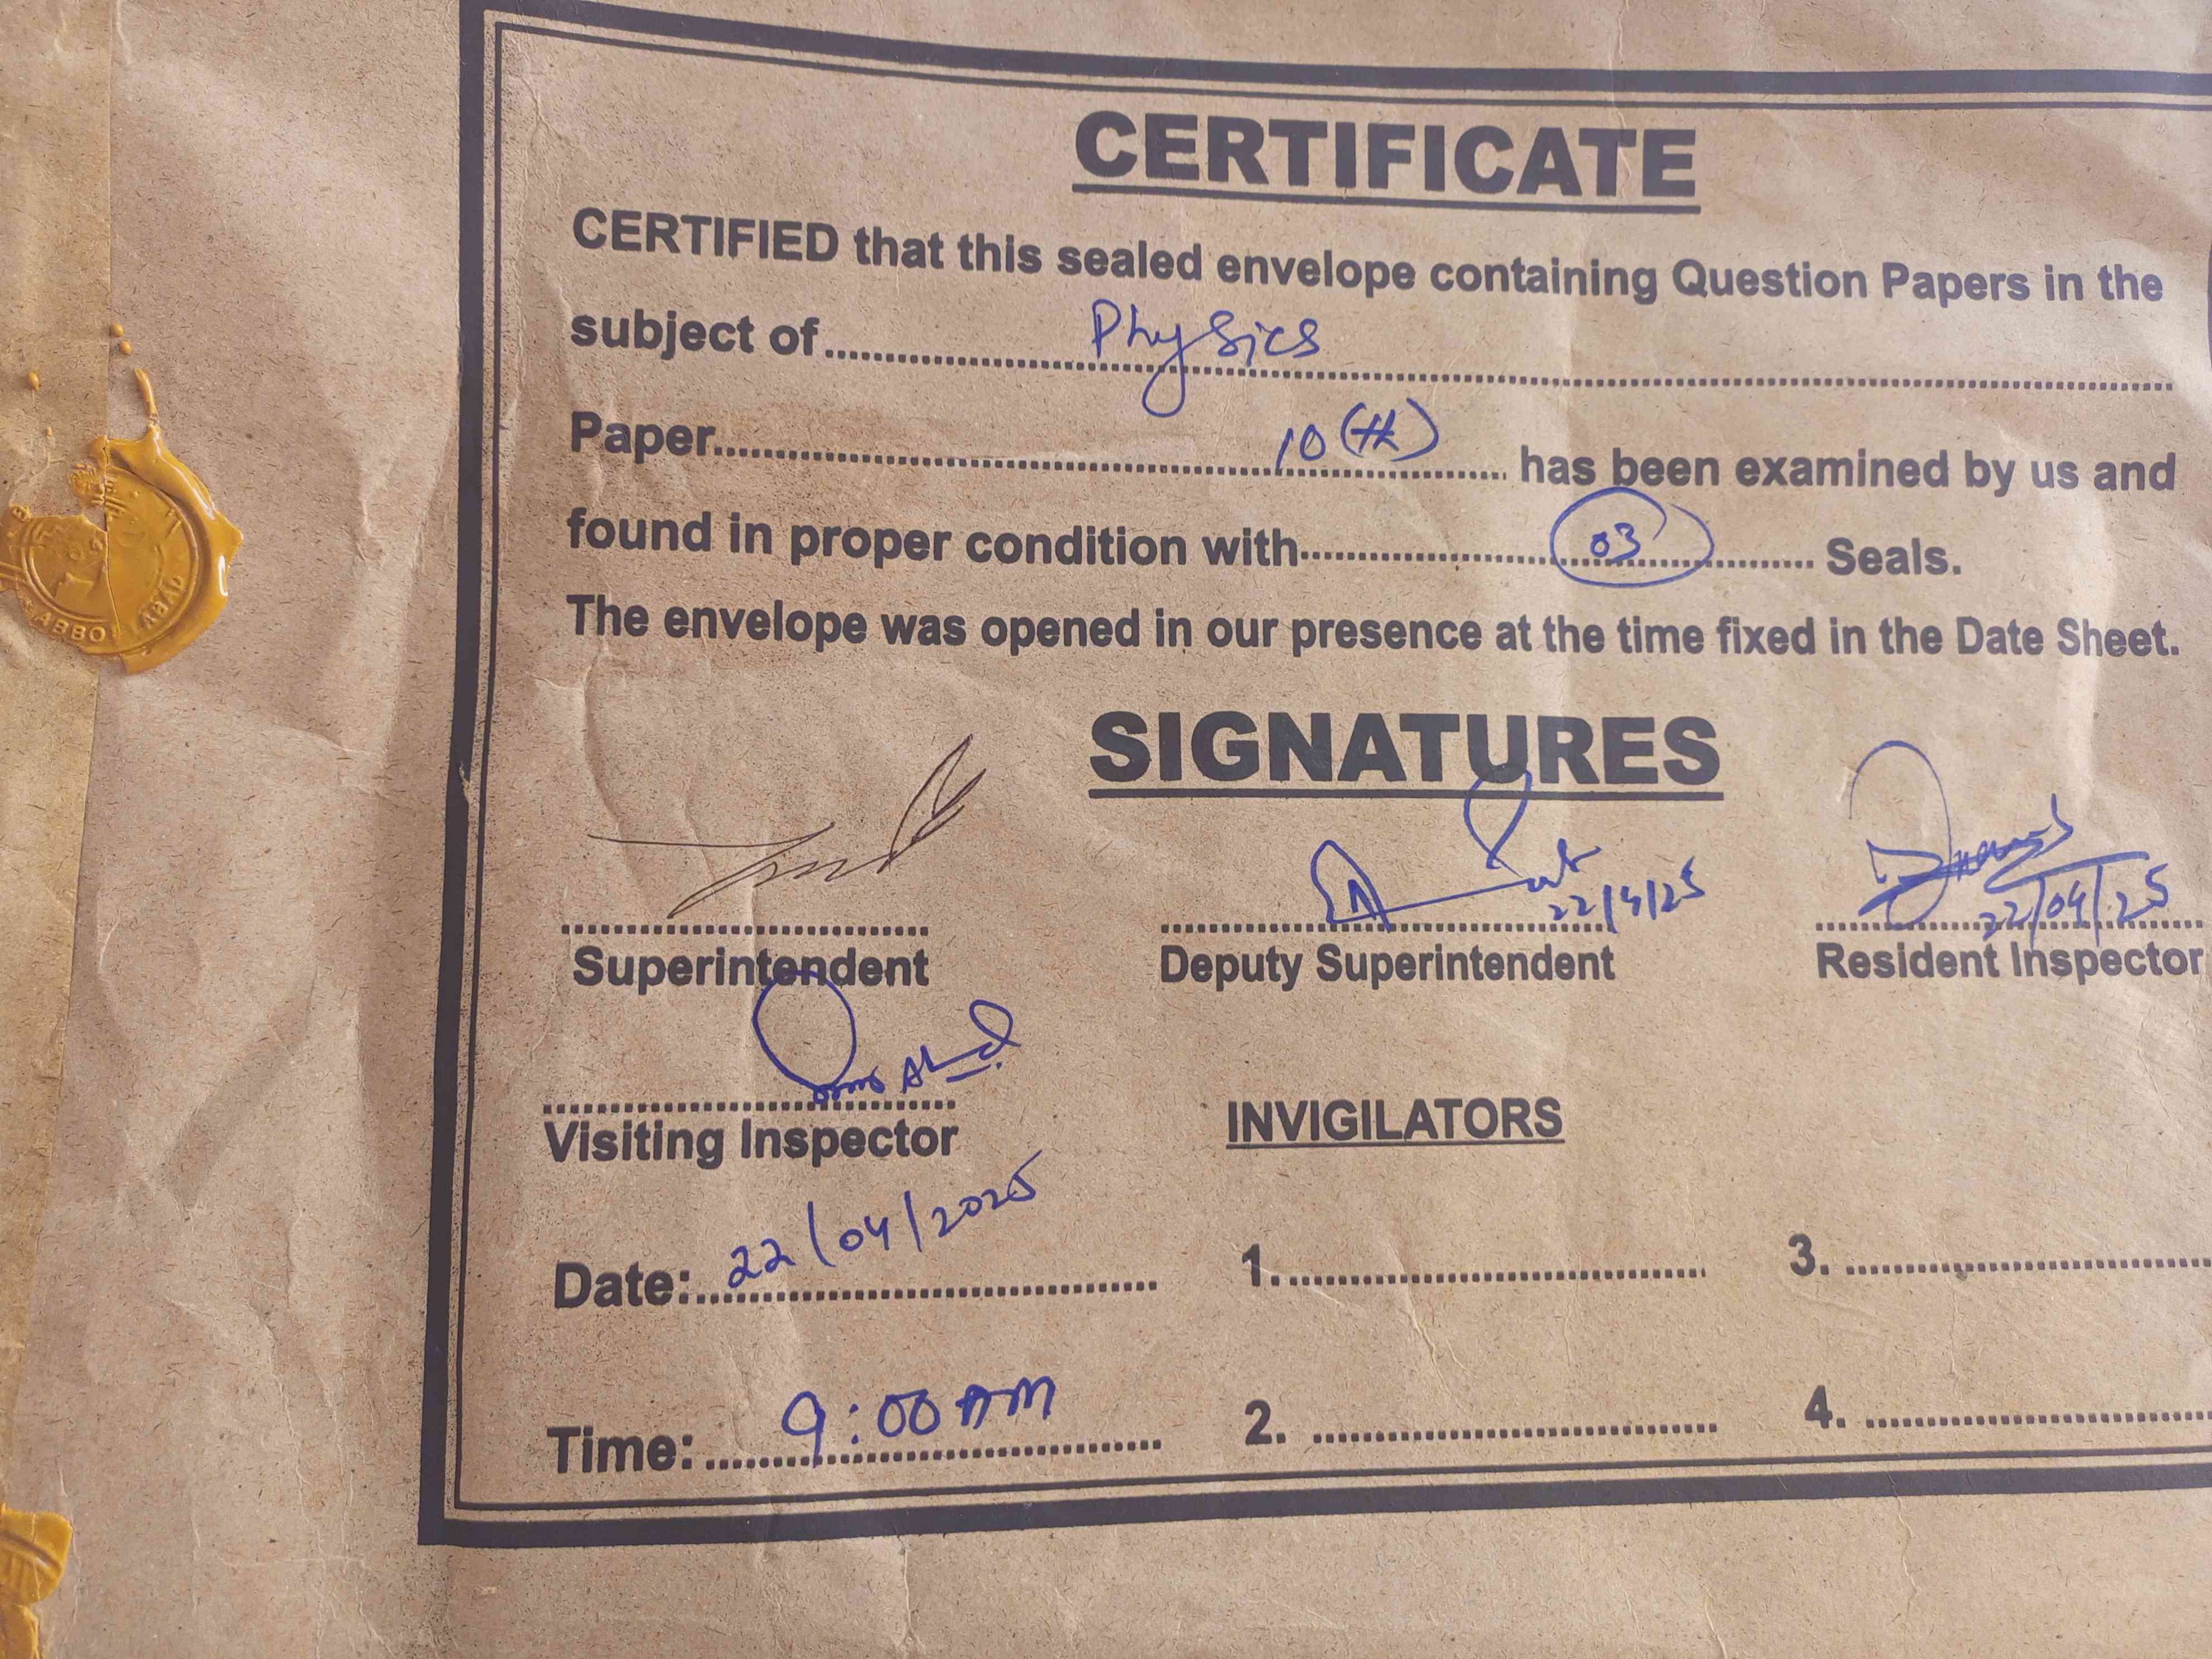 CERTIFICATE
CERTIFIED that this sealed envelope containing Question Papers in the
subject of Physics
Paper 10 (th) has been examined by us and
found in proper condition with 03 Seals.
The envelope was opened in our presence at the time fixed in the Date Sheet.
SIGNATURES
22/4/25
22/04/25
Superintendent Deputy Superintendent Resident Inspector
Visiting Inspector INVIGILATORS
Date: 22/04/2025 1. 3.
Time: 9:00 AM 2. 4.